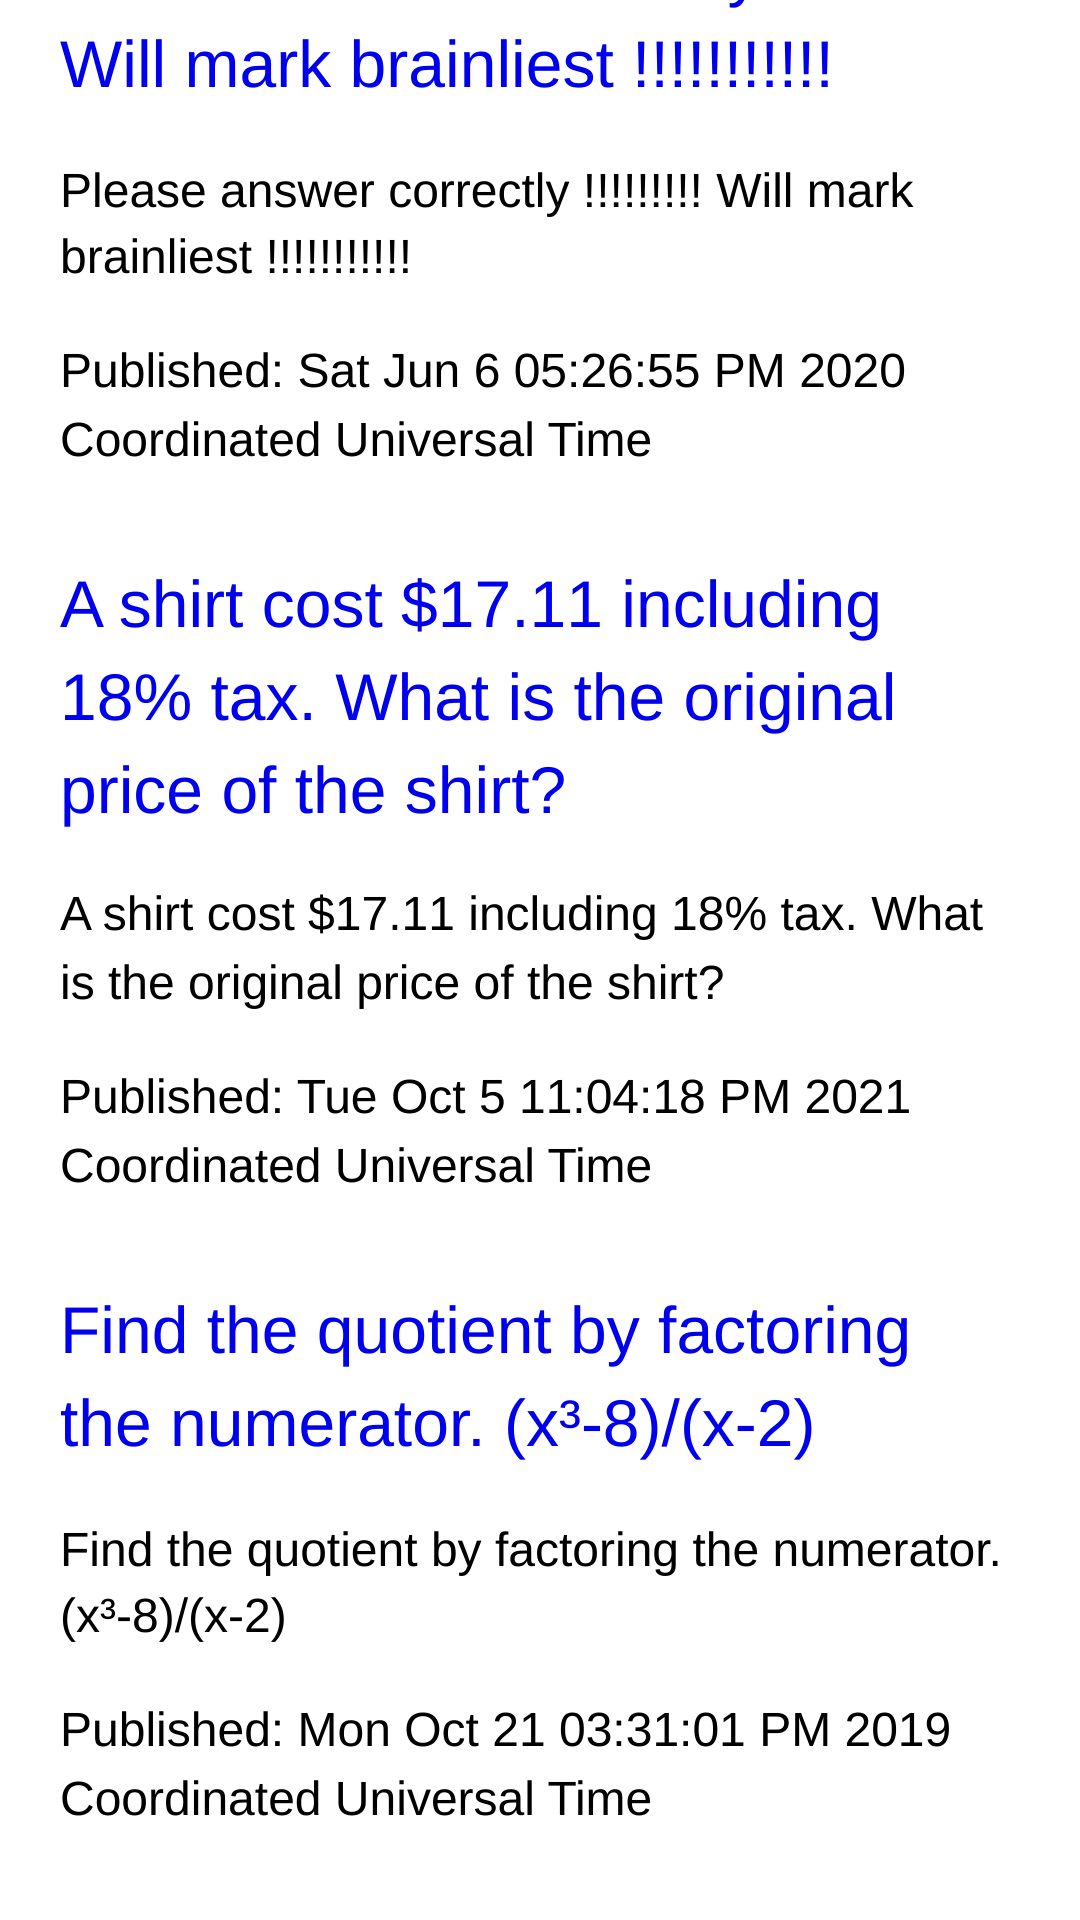 Will mark brainliest !!!!!!!!!!!
Please answer correctly !!!!!!!!! Will mark
brainliest !!!!!!!!!!!
Published: Sat Jun 6 05:26:55 PM 2020
Coordinated Universal Time
A shirt cost $17.11 including
18% tax. What is the original
price of the shirt?
A shirt cost $17.11 including 18% tax. What
is the original price of the shirt?
Published: Tue Oct 5 11:04:18 PM 2021
Coordinated Universal Time
Find the quotient by factoring
the numerator. (x³-8)/(x-2)
Find the quotient by factoring the numerator.
(x³-8)/(x-2)
Published: Mon Oct 21 03:31:01 PM 2019
Coordinated Universal Time